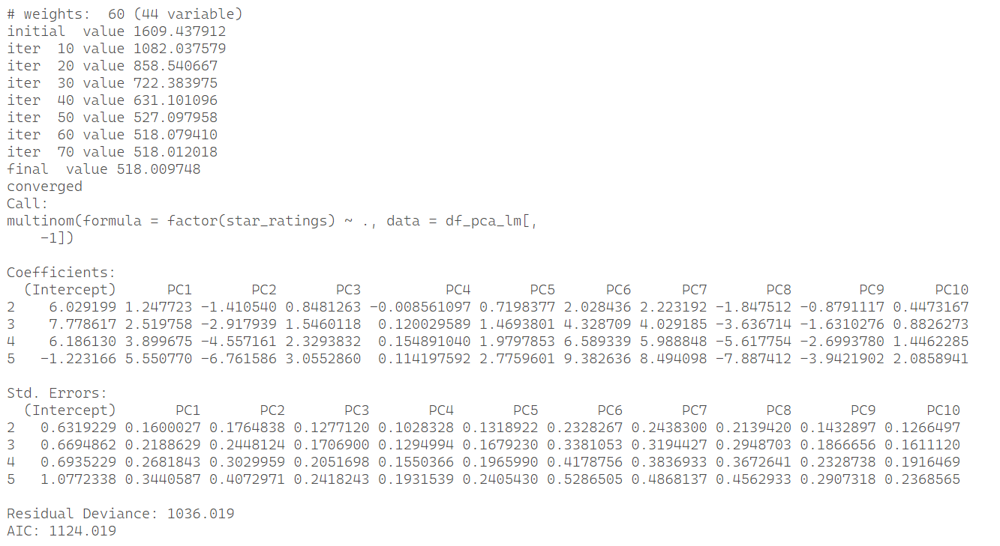 # weights:  60 (44 variable)
initial  value 1609.437912
iter  10 value 1082.037579
iter  20 value 858.540667
iter  30 value 722.383975
iter  40 value 631.101096
iter  50 value 527.097958
iter  60 value 518.079410
iter  70 value 518.012018
final  value 518.009748
converged
Call:
multinom(formula = factor(star_ratings) ~ ., data = df_pca_lm[,
    -1])

Coefficients:
  (Intercept)      PC1       PC2       PC3          PC4       PC5      PC6      PC7       PC8        PC9      PC10
2    6.029199 1.247723 -1.410540 0.8481263 -0.008561097 0.7198377 2.028436 2.223192 -1.847512 -0.8791117 0.4473167
3    7.778617 2.519758 -2.917939 1.5460118  0.120029589 1.4693801 4.328709 4.029185 -3.636714 -1.6310276 0.8826273
4    6.186130 3.899675 -4.557161 2.3293832  0.154891040 1.9797853 6.589339 5.988848 -5.617754 -2.6993780 1.4462285
5   -1.223166 5.550770 -6.761586 3.0552860  0.114197592 2.7759601 9.382636 8.494098 -7.887412 -3.9421902 2.0858941

Std. Errors:
  (Intercept)       PC1       PC2       PC3       PC4       PC5       PC6       PC7       PC8       PC9      PC10
2   0.6319229 0.1600027 0.1764838 0.1277120 0.1028328 0.1318922 0.2328267 0.2438300 0.2139420 0.1432897 0.1266497
3   0.6694862 0.2188629 0.2448124 0.1706900 0.1294994 0.1679230 0.3381053 0.3194427 0.2948703 0.1866656 0.1611120
4   0.6935229 0.2681843 0.3029959 0.2051698 0.1550366 0.1965990 0.4178756 0.3836933 0.3672641 0.2328738 0.1916469
5   1.0772338 0.3440587 0.4072971 0.2418243 0.1931539 0.2405430 0.5286505 0.4868137 0.4562933 0.2907318 0.2368565

Residual Deviance: 1036.019
AIC: 1124.019